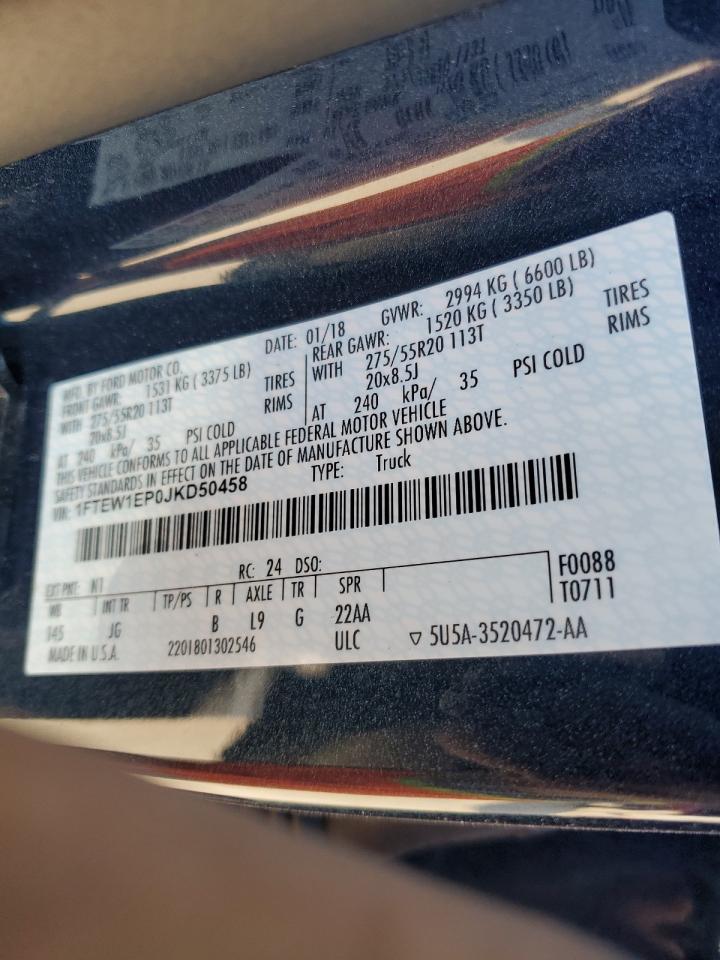 MFD. BY FORD MOTOR CO.
DATE: 01/18 GVWR: 2994 KG ( 6600 LB)
FRONT GAWR: 1531 KG ( 3375 LB) REAR GAWR: 1520 KG ( 3350 LB)
WITH 275/55R20 113T TIRES WITH 275/55R20 113T TIRES
20x8.5J RIMS 20x8.5J RIMS
AT 240 kPa/ 35 PSI COLD AT 240 kPa/ 35 PSI COLD
THIS VEHICLE CONFORMS TO ALL APPLICABLE FEDERAL MOTOR VEHICLE
SAFETY STANDARDS IN EFFECT ON THE DATE OF MANUFACTURE SHOWN ABOVE.
VIN: 1FTEW1EP0JKD50458 TYPE: Truck
EXT PNT: N1 RC: 24 DSO: F0088
WB INT TR TP/PS R AXLE TR SPR T0711
145 JG B L9 G 22AA
MADE IN U.S.A. 2201801302546 ULC ▽ 5U5A-3520472-AA